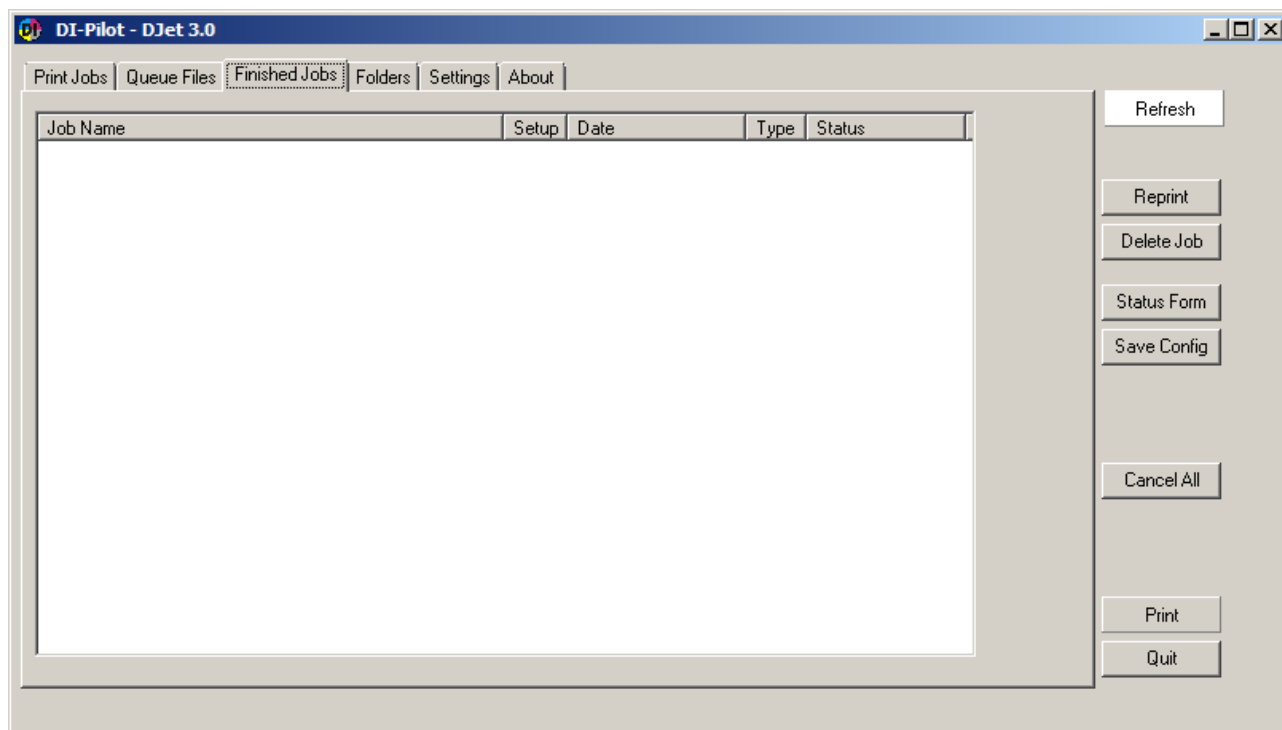 DI-Pilot - DJet 3.0
Print Jobs Queue Files Finished Jobs Folders Settings About
Job Name Setup Date Type Status
Refresh
Reprint
Delete Job
Status Form
Save Config
Cancel All
Print
Quit